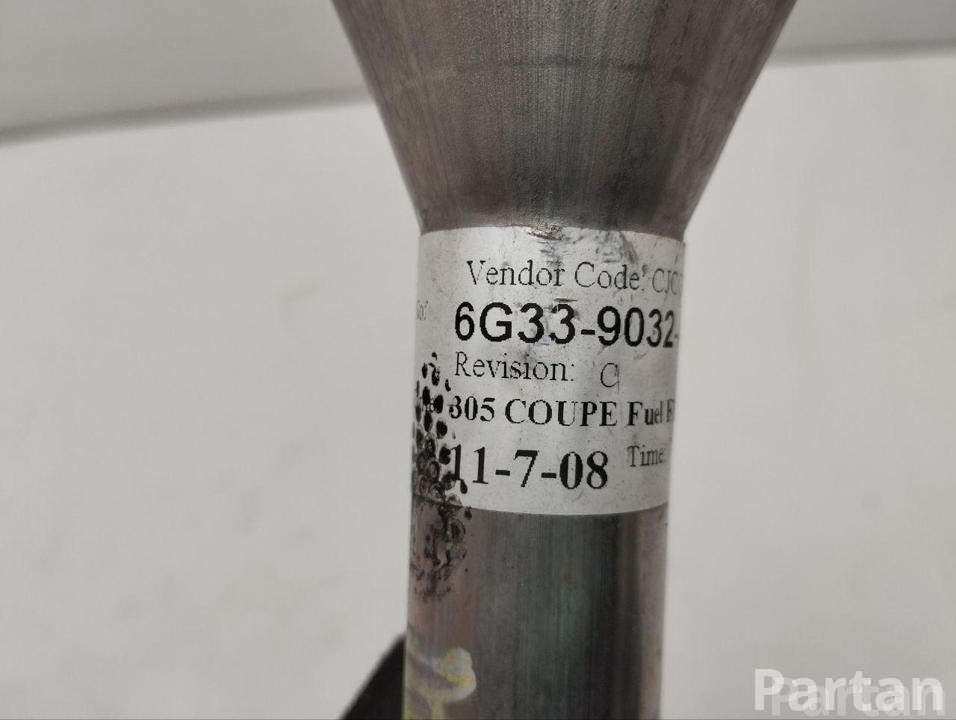 Vendor Code: CJC
6G33-9032-
Revision: C
305 COUPE Fuel
11-7-08 Time:
Partan